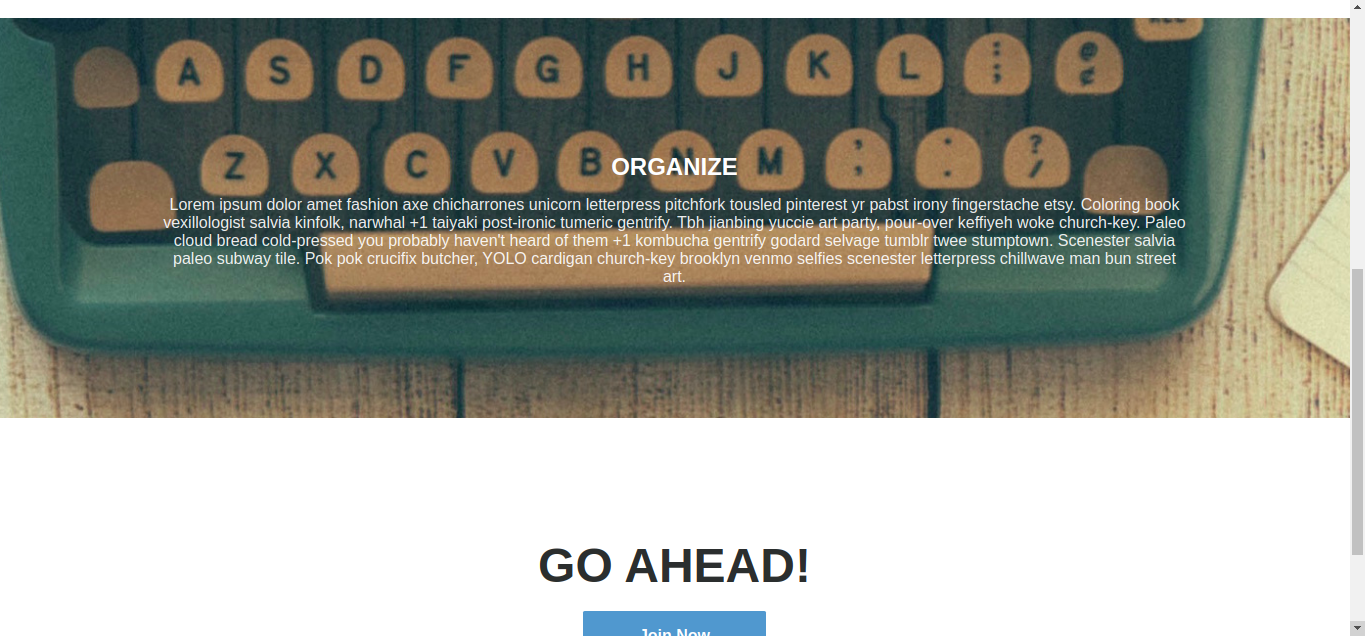 A S D F G H J K L : ; @ ¢
Z X C V B N M , ; . . ? /
ORGANIZE
Lorem ipsum dolor amet fashion axe chicharrones unicorn letterpress pitchfork tousled pinterest yr pabst irony fingerstache etsy. Coloring book
vexillologist salvia kinfolk, narwhal +1 taiyaki post-ironic tumeric gentrify. Tbh jianbing yuccie art party, pour-over keffiyeh woke church-key. Paleo
cloud bread cold-pressed you probably haven't heard of them +1 kombucha gentrify godard selvage tumblr twee stumptown. Scenester salvia
paleo subway tile. Pok pok crucifix butcher, YOLO cardigan church-key brooklyn venmo selfies scenester letterpress chillwave man bun street
art.
GO AHEAD!
Join Now